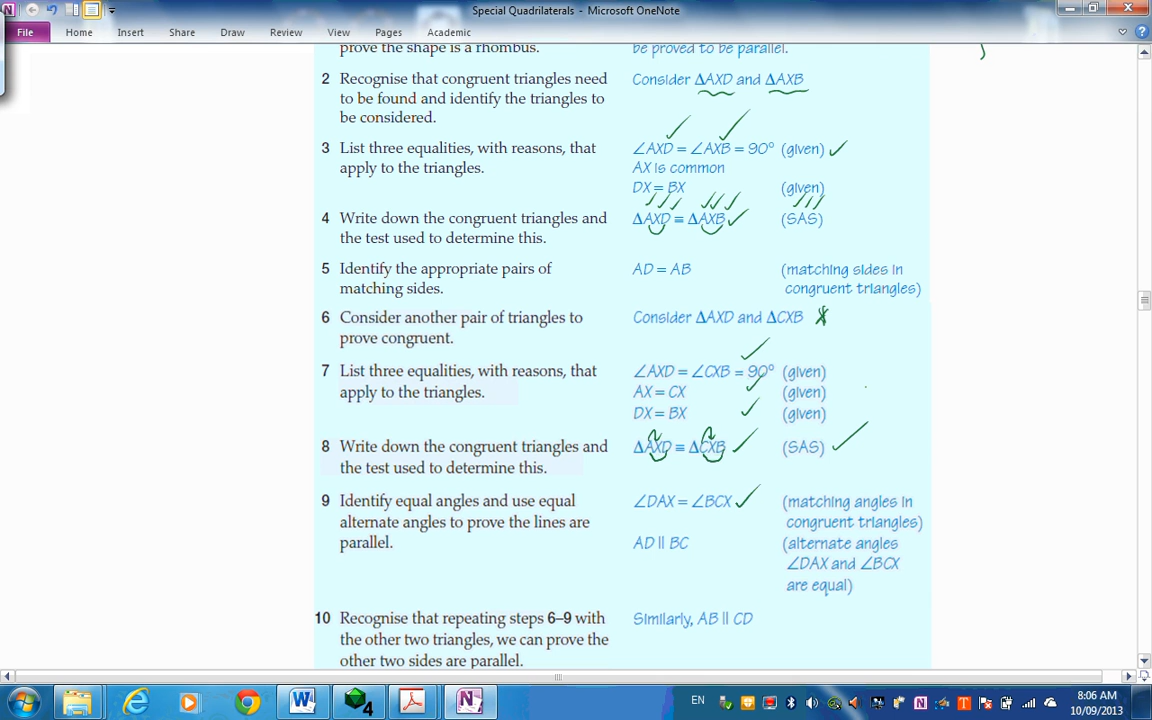 Special Quadrilaterals - Microsoft OneNote
File Home Insert Share Draw Review Pages View Academic
prove the shape is a rhombus.
be proved to be parallel.
2 Recognise that congruent triangles need
to be found and identify the triangles to
be considered.
Consider ΔAXD and ΔAXB
3 List three equalities, with reasons, that
apply to the triangles.
∠AXD = ∠AXB = 90° (given)
AX is common
DX = BX (given)
4 Write down the congruent triangles and
the test used to determine this.
ΔAXD ≡ ΔAXB (SAS)
5 Identify the appropriate pairs of
matching sides.
AD = AB (matching sides in
congruent triangles)
6 Consider another pair of triangles to
prove congruent.
Consider ΔAXD and ΔCXB
7 List three equalities, with reasons, that
apply to the triangles.
∠AXD = ∠CXB = 90° (given)
AX = CX (given)
DX = BX (given)
8 Write down the congruent triangles and
the test used to determine this.
ΔAXD ≡ ΔCXB (SAS)
9 Identify equal angles and use equal
alternate angles to prove the lines are
parallel.
∠DAX = ∠BCX (matching angles in
congruent triangles)
AD || BC (alternate angles
∠DAX and ∠BCX
are equal)
10 Recognise that repeating steps 6–9 with
the other two triangles, we can prove the
other two sides are parallel.
Similarly, AB || CD
EN
8:06 AM
10/09/2013